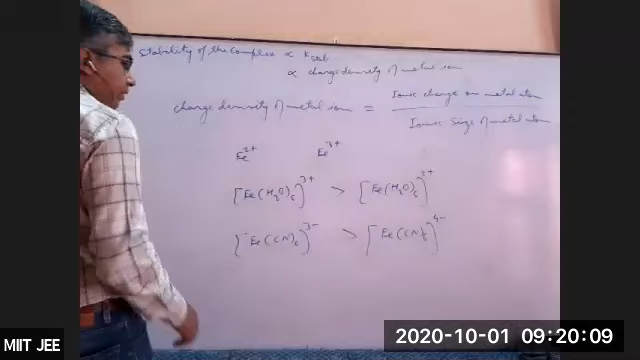 Stability of the complex ∝ Kstab
∝ charge density of metal ion
charge density of metal ion = Ionic charge on metal atom
Ionic size of metal atom
Fe²⁺ Fe³⁺
[Fe(H₂O)₆]³⁺ > [Fe(H₂O)₆]²⁺
[Fe(CN)₆]³⁻ > [Fe(CN)₆]⁴⁻
MIIT JEE
2020-10-01 09:20:09